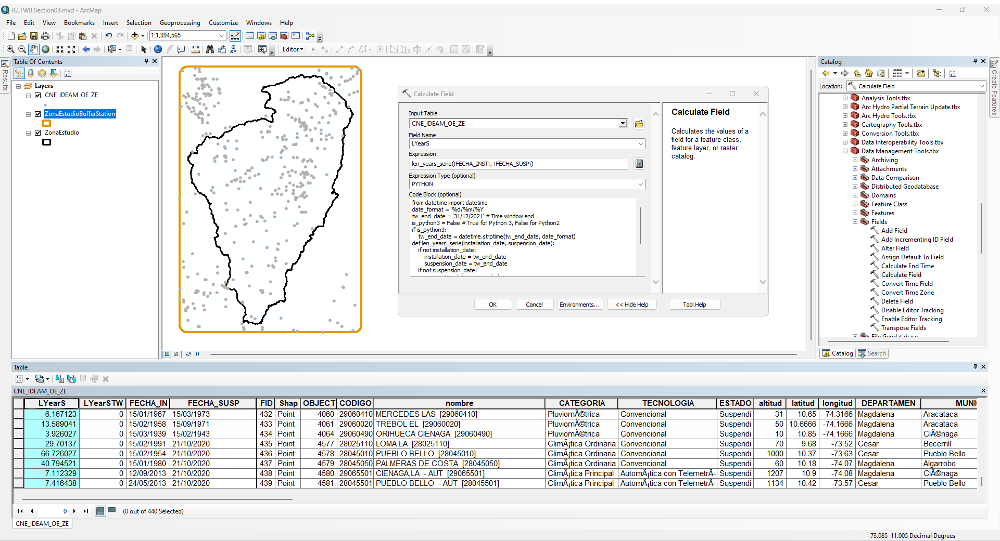 R.LTWB.Section03.mxd - ArcMap
File Edit View Bookmarks Insert Selection Geoprocessing Customize Windows Help
1:1,994,565
Editor
Results
Table Of Contents
Layers
CNE_IDEAM_OE_ZE
ZonaEstudioBufferStation
ZonaEstudio
Calculate Field
Input Table
CNE_IDEAM_OE_ZE
Field Name
LYearS
Expression
len_years_serie(!FECHA_INST!, !FECHA_SUSP!)
Expression Type (optional)
PYTHON
Code Block (optional)
from datetime import datetime
date_format = '%d/%m/%Y'
tw_end_date = '31/12/2021' # Time window end
is_python3 = False # True for Python 3, False for Python2
if is_python3:
tw_end_date = datetime.strptime(tw_end_date, date_format)
def len_years_serie(installation_date, suspension_date):
if not installation_date:
installation_date = tw_end_date
suspension_date = tw_end_date
if not suspension_date:
OK Cancel Environments... << Hide Help Tool Help
Calculate Field
Calculates the values of a
field for a feature class,
feature layer, or raster
catalog.
Catalog
Location: Calculate Field
Analysis Tools.tbx
Arc Hydro Partial Terrain Update.tbx
Arc Hydro Tools.tbx
Cartography Tools.tbx
Conversion Tools.tbx
Data Interoperability Tools.tbx
Data Management Tools.tbx
Archiving
Attachments
Data Comparison
Distributed Geodatabase
Domains
Feature Class
Features
Fields
Add Field
Add Incrementing ID Field
Alter Field
Assign Default To Field
Calculate End Time
Calculate Field
Convert Time Field
Convert Time Zone
Delete Field
Disable Editor Tracking
Enable Editor Tracking
Transpose Fields
File Geodatabase
Catalog Search
Create Features
Table
CNE_IDEAM_OE_ZE
LYearS LYearSTW FECHA_IN FECHA_SUSP FID Shap OBJECT CODIGO nombre CATEGORIA TECNOLOGIA ESTADO altitud latitud longitud DEPARTAMEN MUNI
6.167123 0 15/01/1967 15/03/1973 432 Point 4060 29060410 MERCEDES LAS [29060410] PluviomÃ©trica Convencional Suspendi 31 10.65 -74.3166 Magdalena Aracataca
13.589041 0 15/02/1958 15/09/1971 433 Point 4061 29060020 TREBOL EL [29060020] PluviomÃ©trica Convencional Suspendi 50 10.6666 -74.1666 Magdalena Aracataca
3.926027 0 15/03/1939 15/02/1943 434 Point 4064 29060490 ORIHUECA CIENAGA [29060490] PluviomÃ©trica Convencional Suspendi 10 10.85 -74.1666 Magdalena CiÃ©naga
29.70137 0 15/02/1991 21/10/2020 435 Point 4577 28025110 LOMA LA [28025110] ClimÃ¡tica Ordinaria Convencional Suspendi 70 9.68 -73.52 Cesar Becerrill
66.726027 0 15/02/1954 21/10/2020 436 Point 4578 28045010 PUEBLO BELLO [28045010] ClimÃ¡tica Ordinaria Convencional Suspendi 1000 10.37 -73.63 Cesar Pueblo Bello
40.794521 0 15/01/1980 21/10/2020 437 Point 4579 28045050 PALMERAS DE COSTA [28045050] ClimÃ¡tica Ordinaria Convencional Suspendi 60 10.18 -74.07 Magdalena Algarrobo
7.112329 0 12/09/2013 21/10/2020 438 Point 4580 29065501 CIENAGA,LA - AUT [29065501] ClimÃ¡tica Principal AutomÃ¡tica con TelemetrÃ- Suspendi 1207 10.9 -74.08 Magdalena CiÃ©naga
7.416438 0 24/05/2013 21/10/2020 439 Point 4581 28045501 PUEBLO BELLO - AUT [28045501] ClimÃ¡tica Principal AutomÃ¡tica con TelemetrÃ- Suspendi 1134 10.42 -73.57 Cesar Pueblo Bello
0 (0 out of 440 Selected)
CNE_IDEAM_OE_ZE
-73.085 11.005 Decimal Degrees